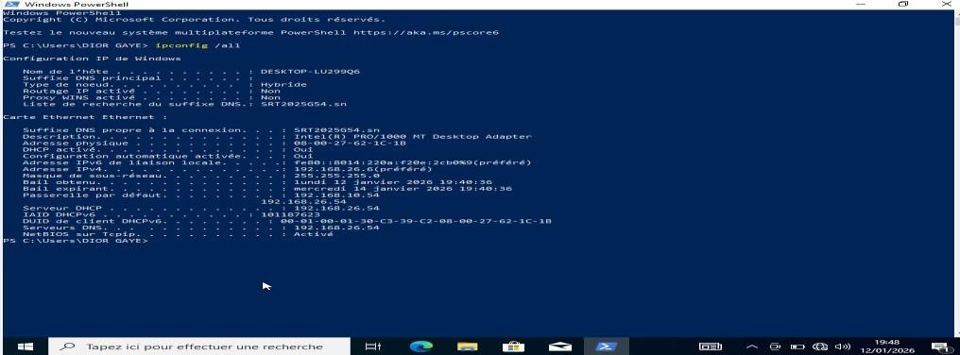 Windows PowerShell
Windows PowerShell
Copyright (C) Microsoft Corporation. Tous droits réservés.
Testez le nouveau système multiplateforme PowerShell https://aka.ms/pscore6
PS C:\Users\DIOR GAYE> ipconfig /all
Configuration IP de Windows
Nom de l'hôte . . . . . . . . . . : DESKTOP-LU299Q6
Suffixe DNS principal . . . . . . :
Type de noeud. . . . . . . . . . : Hybride
Routage IP activé . . . . . . . . : Non
Proxy WINS activé . . . . . . . . : Non
Liste de recherche du suffixe DNS.: SRT2025G54.sn
Carte Ethernet Ethernet :
Suffixe DNS propre à la connexion. . . : SRT2025G54.sn
Description. . . . . . . . . . . . . . : Intel(R) PRO/1000 MT Desktop Adapter
Adresse physique . . . . . . . . . . . : 08-00-27-62-1C-1B
DHCP activé. . . . . . . . . . . . . . : Oui
Configuration automatique activée. . . : Oui
Adresse IPv6 de liaison locale. . . . .: fe80::8014:220a:f20e:2cb0%9(préféré)
Adresse IPv4. . . . . . . . . . . . . .: 192.168.26.6(préféré)
Masque de sous-réseau. . . . . . . . . : 255.255.255.0
Bail obtenu. . . . . . . . . . . . . . : lundi 12 janvier 2026 19:40:36
Bail expirant. . . . . . . . . . . . . : mercredi 14 janvier 2026 19:40:36
Passerelle par défaut. . . . . . . . . : 192.168.10.54
192.168.26.54
Serveur DHCP . . . . . . . . . . . . . : 192.168.26.54
IAID DHCPv6 . . . . . . . . . . . : 101187623
DUID de client DHCPv6. . . . . . . . : 00-01-00-01-30-C3-39-C2-08-00-27-62-1C-1B
Serveurs DNS. . . . . . . . . . . . . : 192.168.26.54
NetBIOS sur Tcpip. . . . . . . . . . . : Activé
PS C:\Users\DIOR GAYE>
Tapez ici pour effectuer une recherche
19:48
12/01/2026